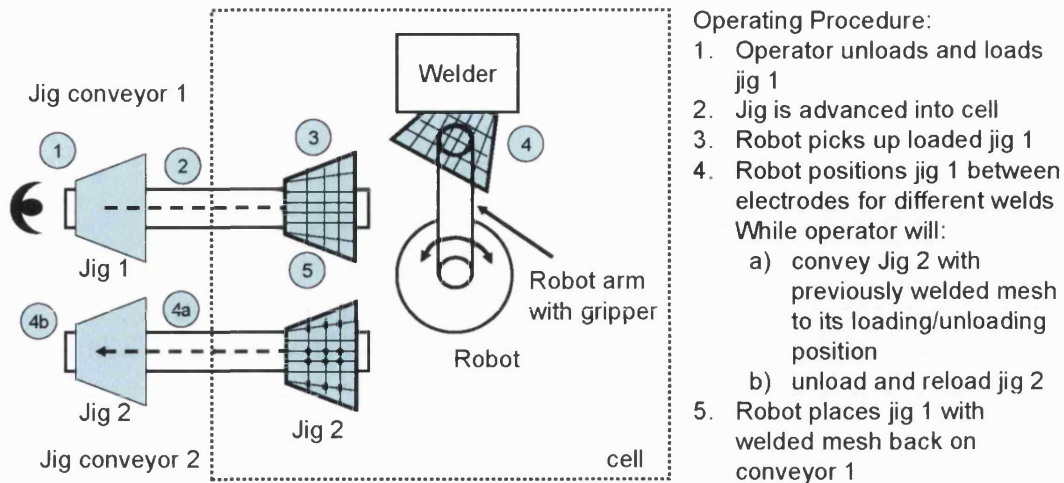 Jig conveyor 1
1
2
3
Jig 1
5
Welder
4
Robot arm
with gripper
Robot
4b
4a
Jig 2
Jig 2
Jig conveyor 2
cell
Operating Procedure:
1. Operator unloads and loads
jig 1
2. Jig is advanced into cell
3. Robot picks up loaded jig 1
4. Robot positions jig 1 between
electrodes for different welds
While operator will:
a) convey Jig 2 with
previously welded mesh
to its loading/unloading
position
b) unload and reload jig 2
5. Robot places jig 1 with
welded mesh back on
conveyor 1